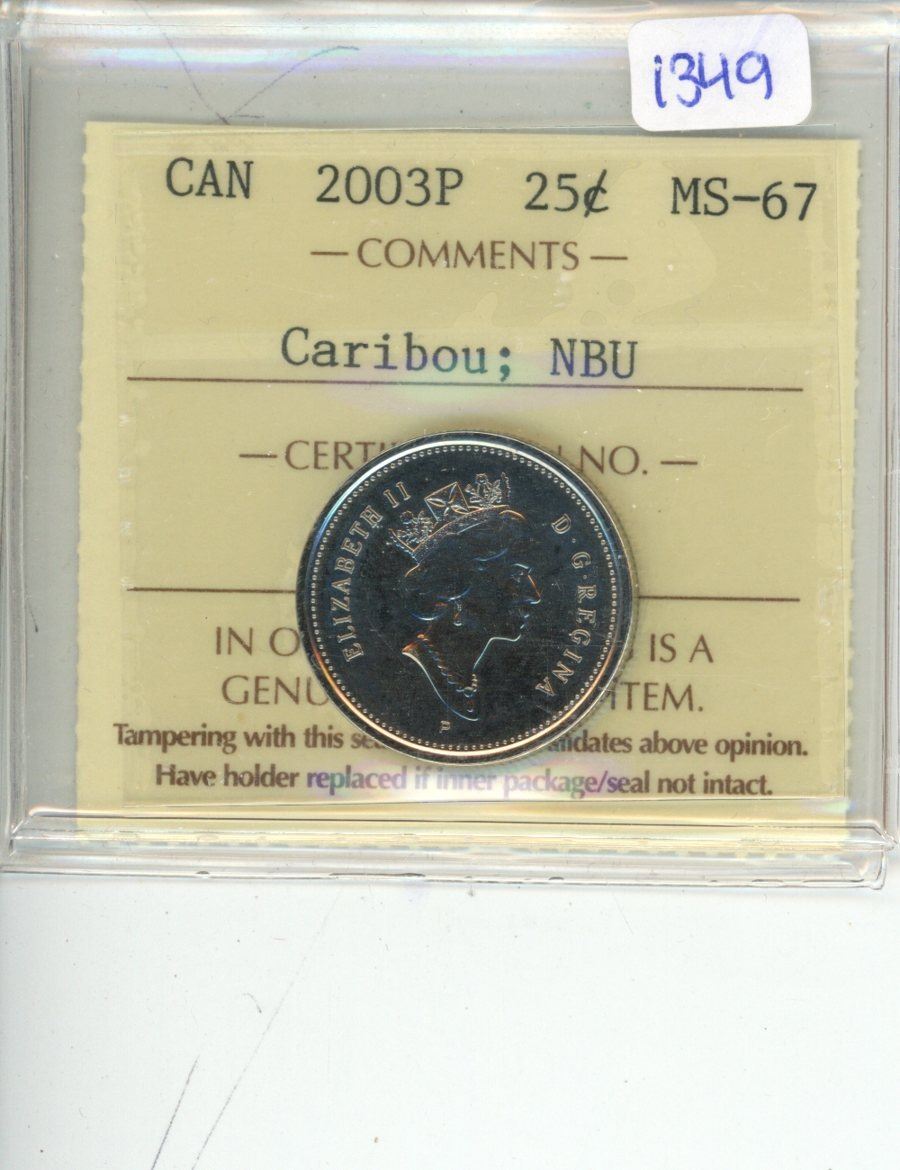 1349
CAN 2003P 25¢ MS-67
— COMMENTS —
Caribou; NBU
— CERTI NO. —
ELIZABETH II D·G·REGINA
P
IN O IS A
GENU ITEM.
Tampering with this se idates above opinion.
Have holder replaced if inner package/seal not intact.